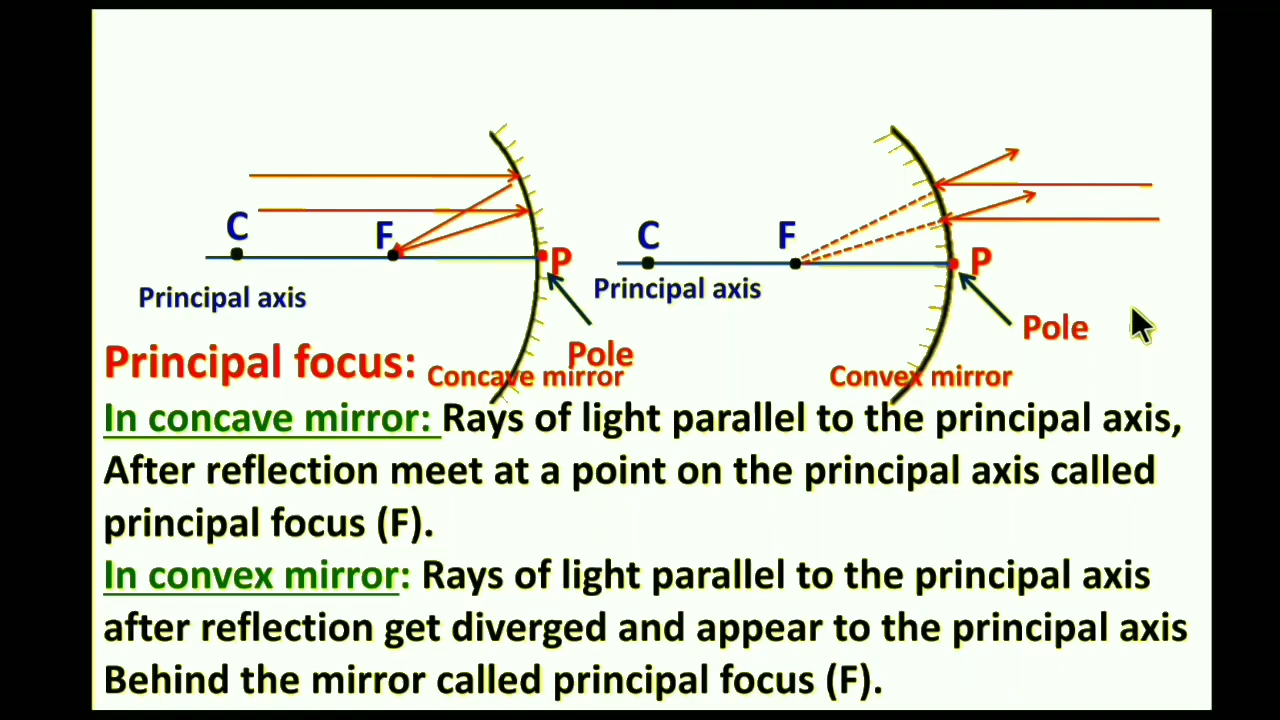 C
F
P
Principal axis
Pole
Concave mirror
C
F
P
Principal axis
Pole
Convex mirror
Principal focus:
In concave mirror: Rays of light parallel to the principal axis,
After reflection meet at a point on the principal axis called
principal focus (F).
In convex mirror: Rays of light parallel to the principal axis
after reflection get diverged and appear to the principal axis
Behind the mirror called principal focus (F).